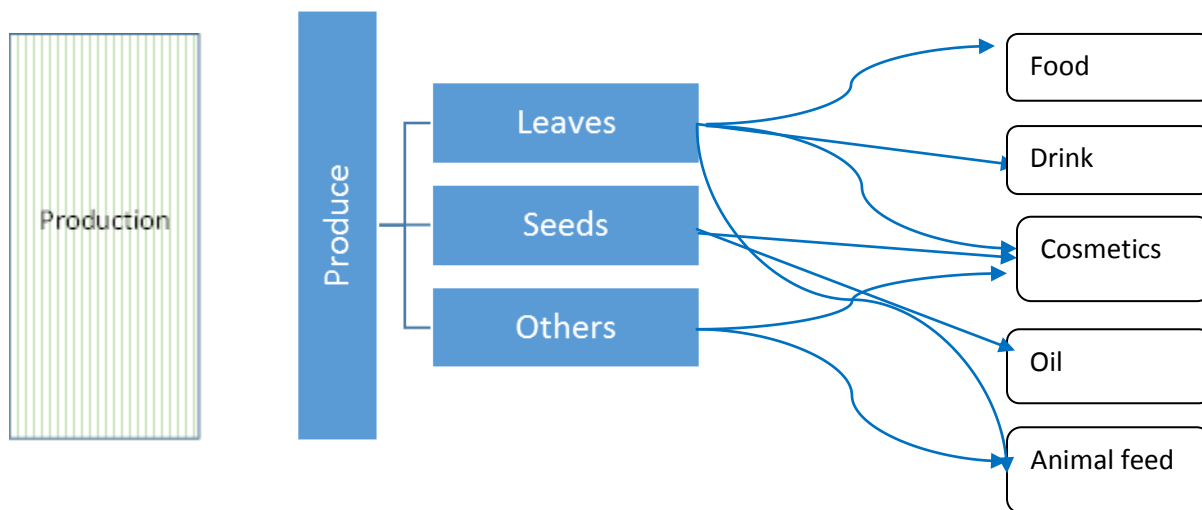 Production
Produce
Leaves
Seeds
Others
Food
Drink
Cosmetics
Oil
Animal feed